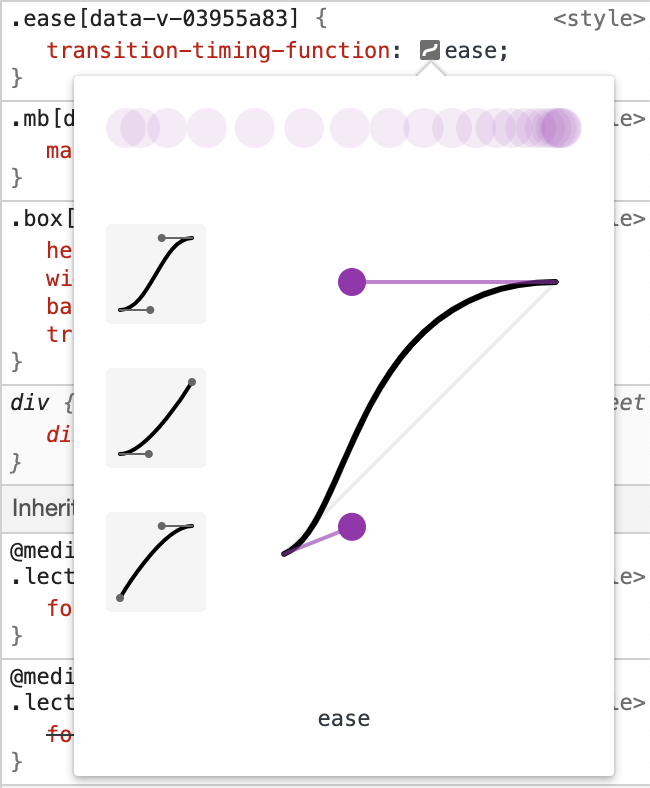 .ease[data-v-03955a83] { <style>
transition-timing-function: ease;
}
.mb[d le>
ma
}
.box[ le>
he
wi
ba
tr
}
div { eet
di
}
Inherit
@medi
.lect le>
fo
}
@medi
.lect le>
fo
}
ease